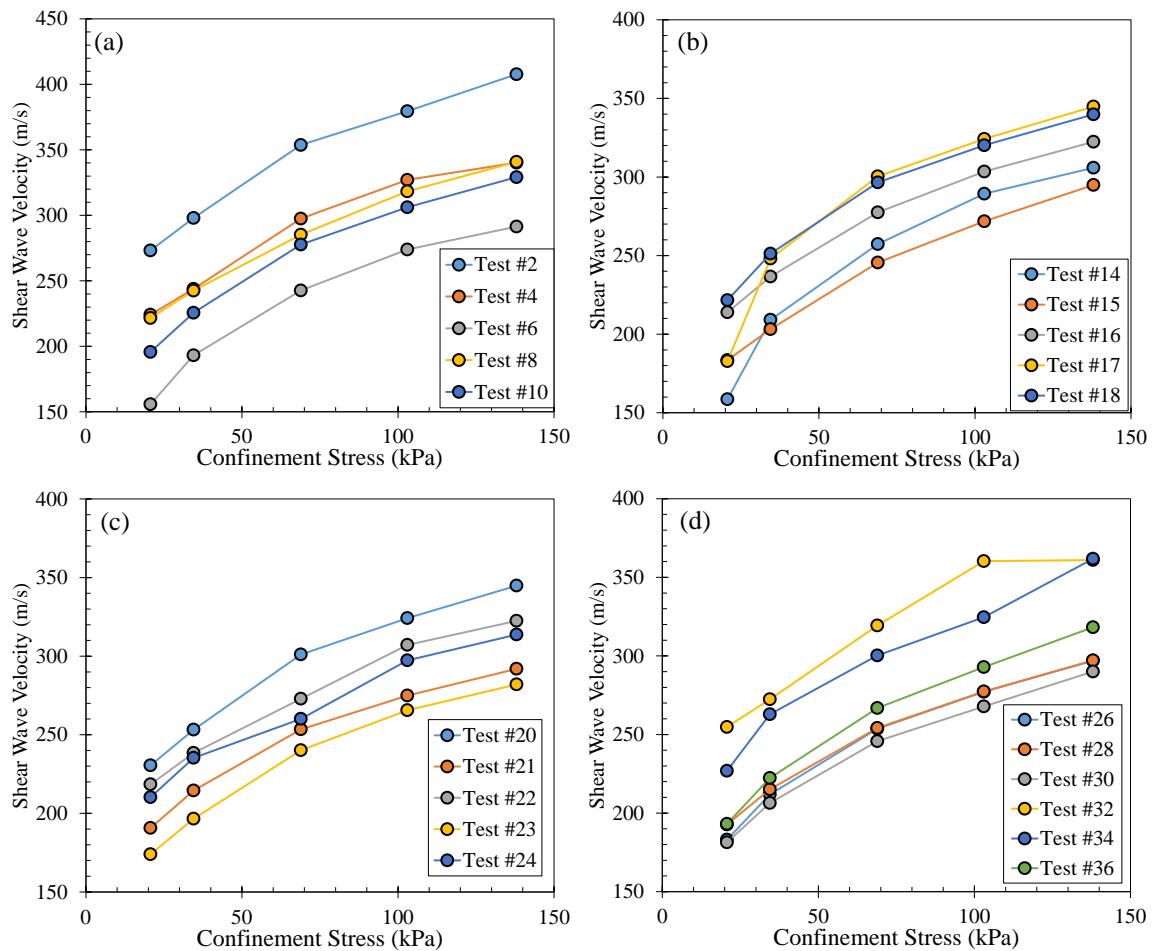 (a)
Shear Wave Velocity (m/s)
450
400
350
300
250
200
150
0
50
100
150
Confinement Stress (kPa)
Test #2
Test #4
Test #6
Test #8
Test #10
(b)
Shear Wave Velocity (m/s)
400
350
300
250
200
150
0
50
100
150
Confinement Stress (kPa)
Test #14
Test #15
Test #16
Test #17
Test #18
(c)
Shear Wave Velocity (m/s)
400
350
300
250
200
150
0
50
100
150
Confinement Stress (kPa)
Test #20
Test #21
Test #22
Test #23
Test #24
(d)
Shear Wave Velocity (m/s)
400
350
300
250
200
150
0
50
100
150
Confinement Stress (kPa)
Test #26
Test #28
Test #30
Test #32
Test #34
Test #36